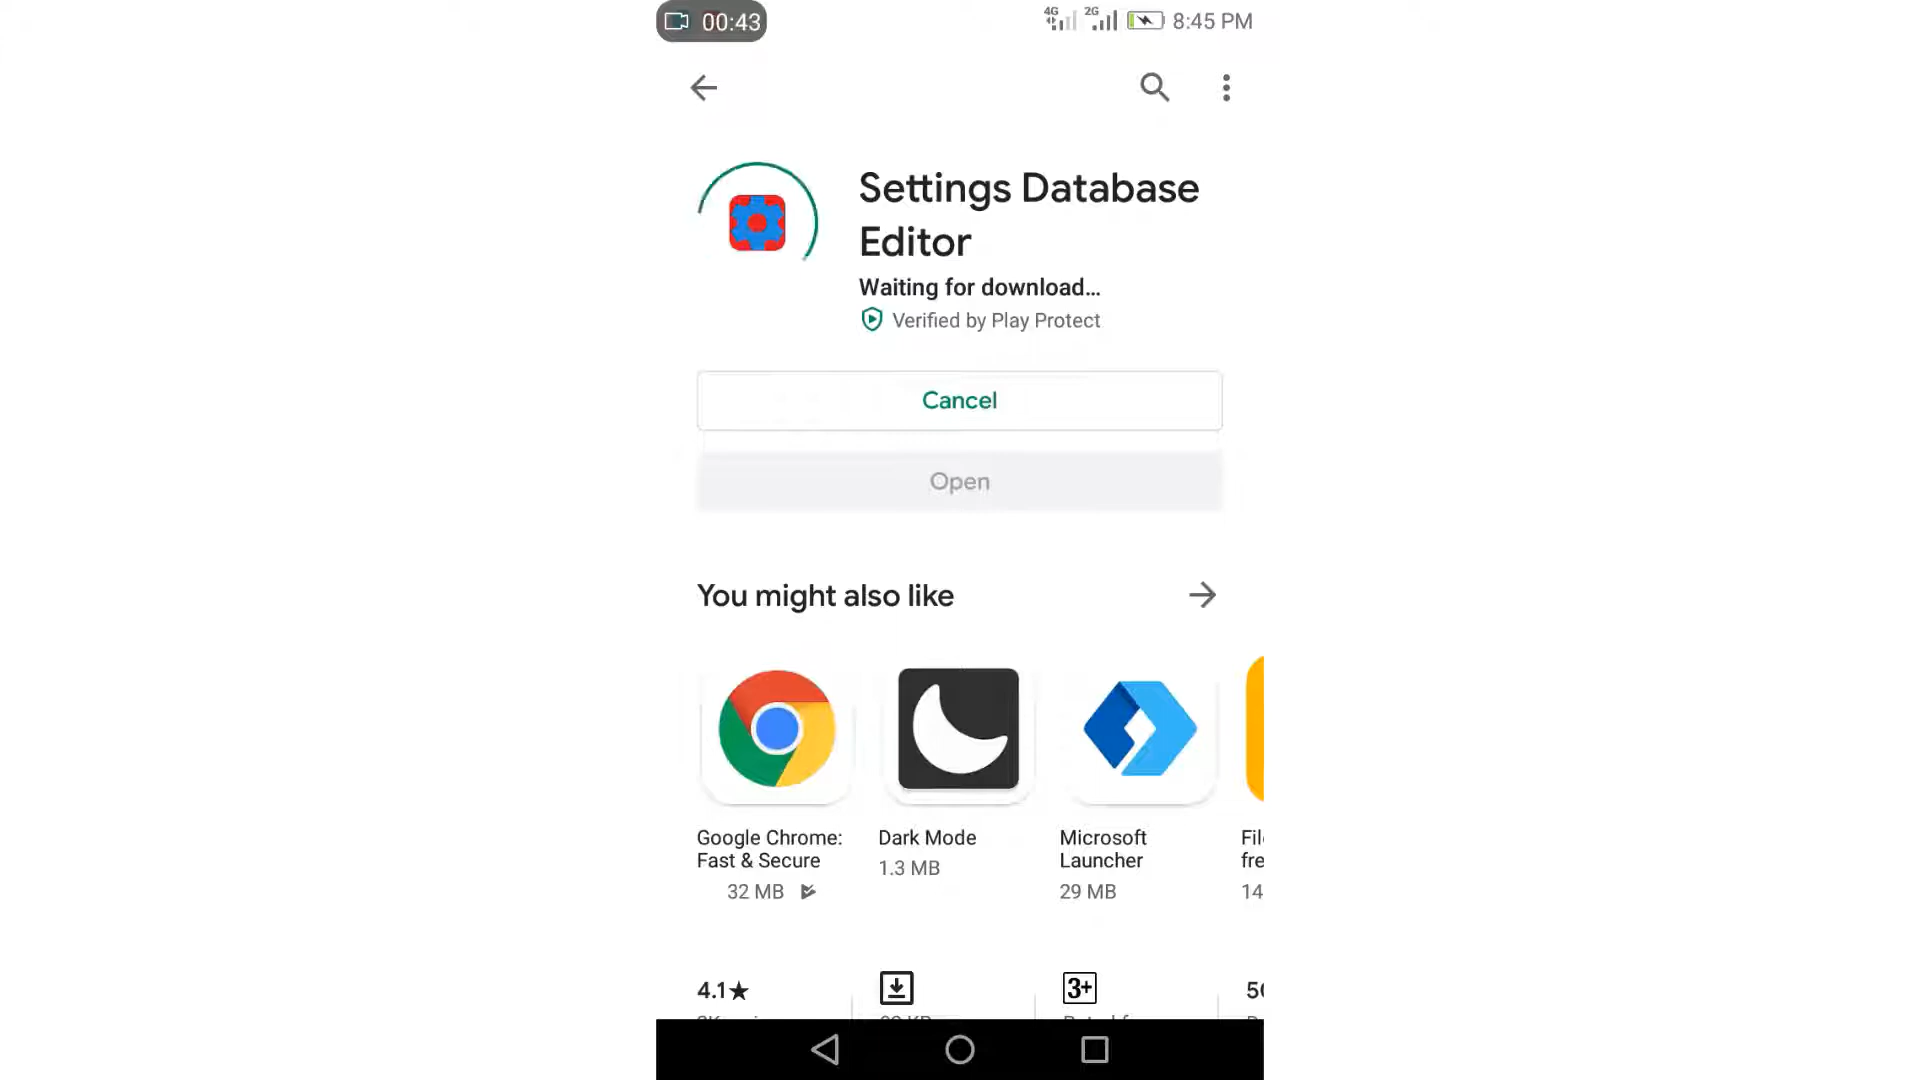 00:43
4G 2G 8:45 PM
Settings Database
Editor
Waiting for download...
Verified by Play Protect
Cancel
Open
You might also like
Google Chrome:
Fast & Secure
32 MB
Dark Mode
1.3 MB
Microsoft
Launcher
29 MB
14
4.1★
3+